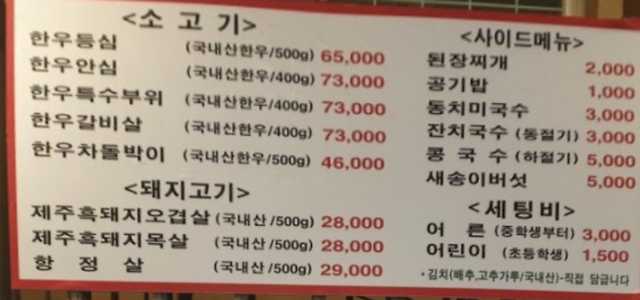 <소 고 기>
한우등심 (국내산한우/500g) 65,000
한우안심 (국내산한우/400g) 73,000
한우특수부위 (국내산한우/400g) 73,000
한우갈비살 (국내산한우/400g) 73,000
한우차돌박이 (국내산한우/500g) 46,000
<돼지고기>
제주흑돼지오겹살 (국내산/500g) 28,000
제주흑돼지목살 (국내산/500g) 28,000
항 정 살 (국내산/500g) 29,000
<사이드메뉴>
된장찌개 2,000
공기밥 1,000
동치미국수 3,000
잔치국수 (동절기) 3,000
콩 국 수 (하절기) 5,000
새송이버섯 5,000
<세팅비>
어 른 (중학생부터) 3,000
어린이 (초등학생) 1,500
·김치(배추,고추가루/국내산)-직접 담급니다